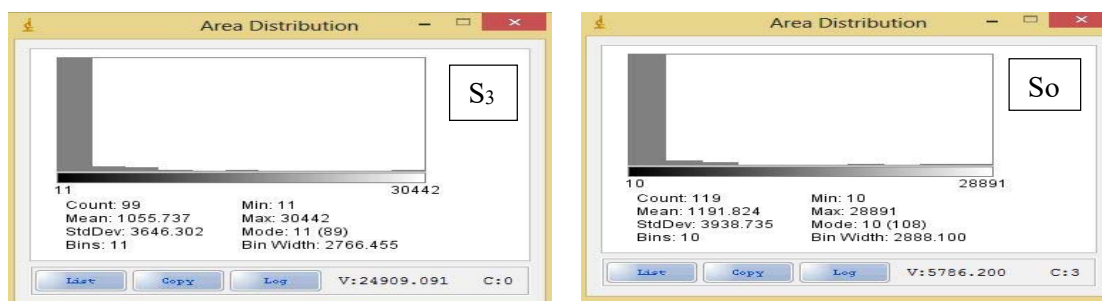 Area Distribution
S3
11 30442
Count: 99 Min: 11
Mean: 1055.737 Max: 30442
StdDev: 3646.302 Mode: 11 (89)
Bins: 11 Bin Width: 2766.455
List Copy Log V:24909.091 C:0
Area Distribution
So
10 28891
Count: 119 Min: 10
Mean: 1191.824 Max: 28891
StdDev: 3938.735 Mode: 10 (108)
Bins: 10 Bin Width: 2888.100
List Copy Log V:5786.200 C:3